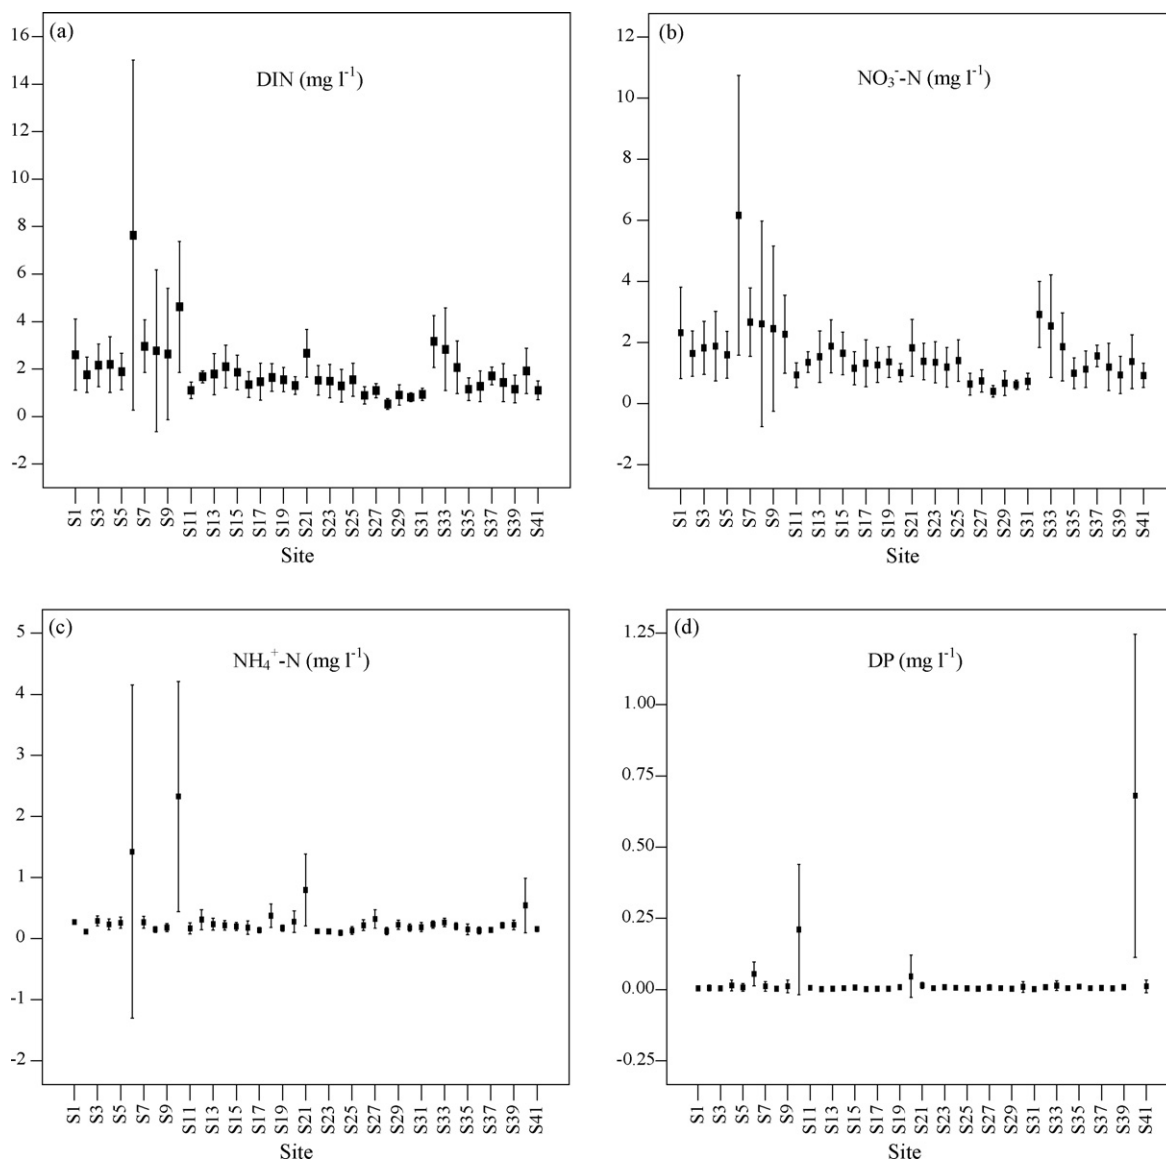 (a)
DIN (mg l⁻¹)
16
14
12
10
8
6
4
2
0
-2
S1 S3 S5 S7 S9 S11 S13 S15 S17 S19 S21 S23 S25 S27 S29 S31 S33 S35 S37 S39 S41
Site
(b)
NO₃⁻-N (mg l⁻¹)
12
10
8
6
4
2
0
-2
S1 S3 S5 S7 S9 S11 S13 S15 S17 S19 S21 S23 S25 S27 S29 S31 S33 S35 S37 S39 S41
Site
(c)
NH₄⁺-N (mg l⁻¹)
5
4
3
2
1
0
-1
-2
S1 S3 S5 S7 S9 S11 S13 S15 S17 S19 S21 S23 S25 S27 S29 S31 S33 S35 S37 S39 S41
Site
(d)
DP (mg l⁻¹)
1.25
1.00
0.75
0.50
0.25
0.00
-0.25
S1 S3 S5 S7 S9 S11 S13 S15 S17 S19 S21 S23 S25 S27 S29 S31 S33 S35 S37 S39 S41
Site